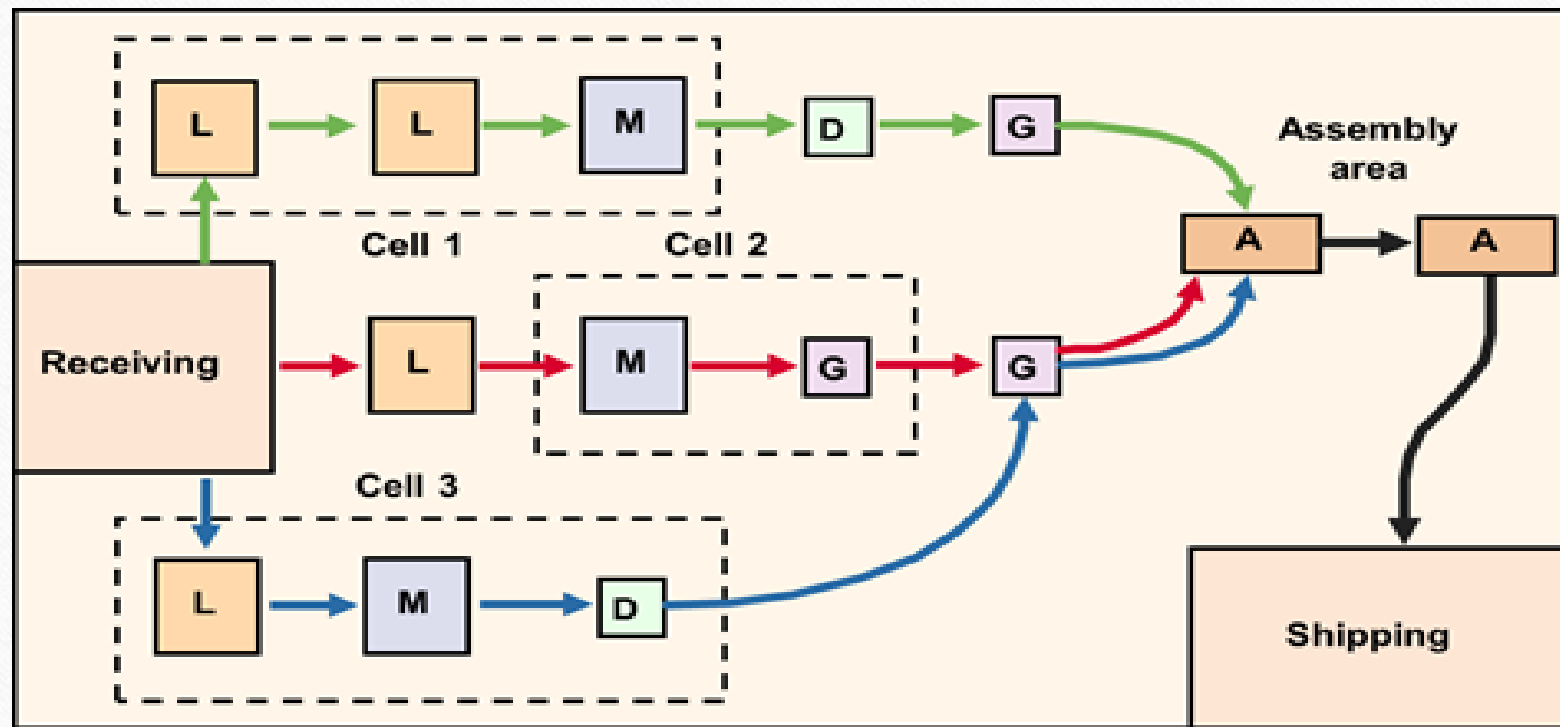 L
L
M
D
G
Assembly
area
Cell 1
Cell 2
A
A
Receiving
L
M
G
G
Cell 3
L
M
D
Shipping